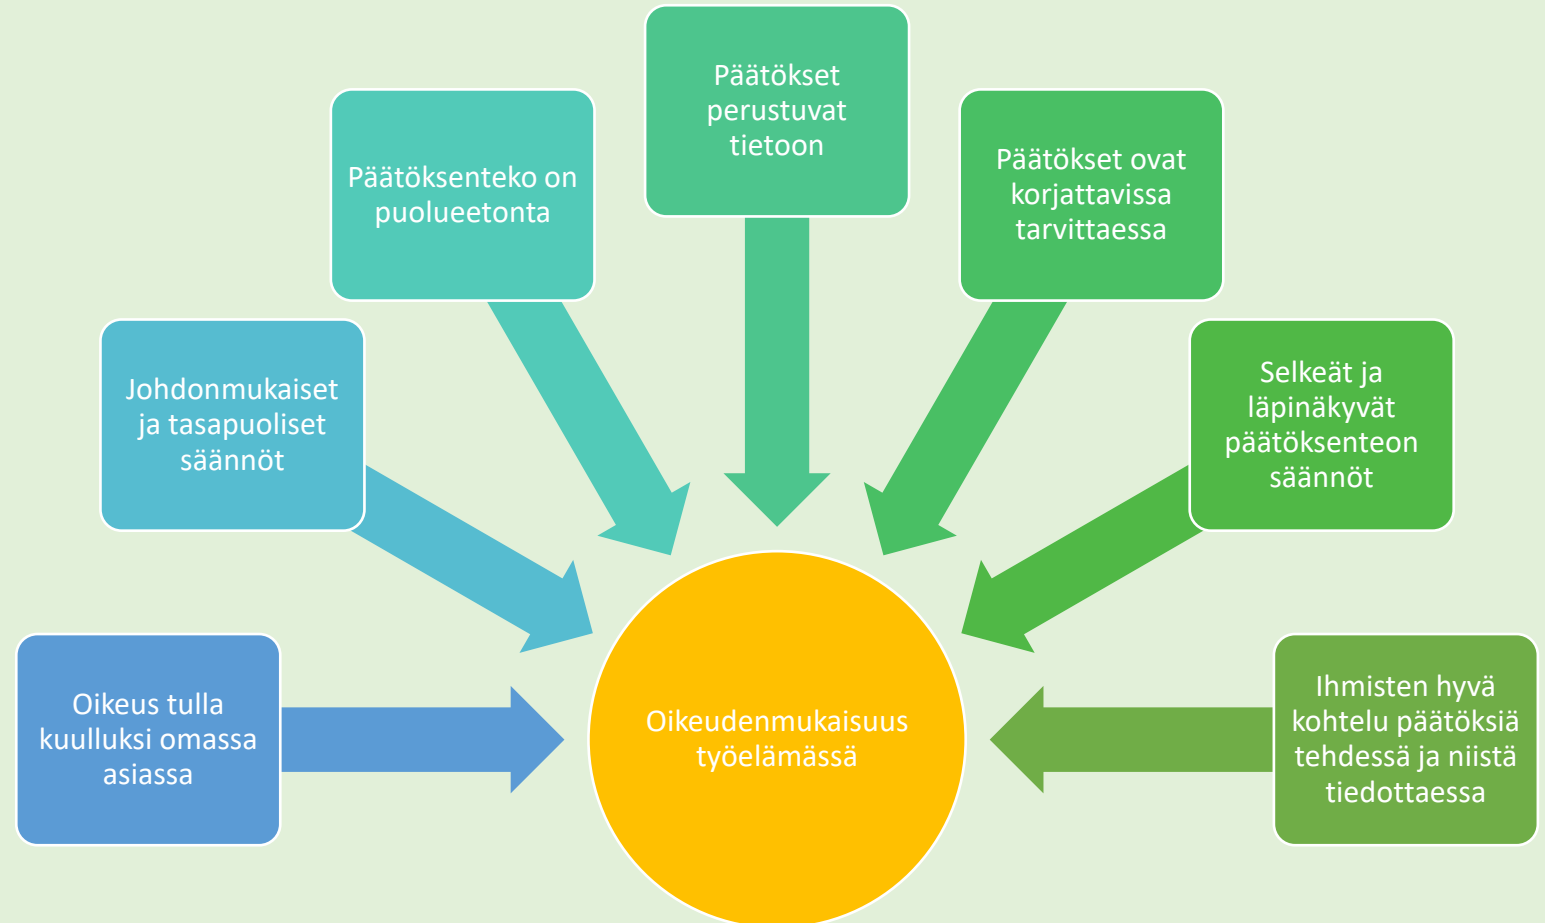 Päätökset
perustuvat
tietoon
Päätöksenteko on
puolueetonta
Päätökset ovat
korjattavissa
tarvittaessa
Johdonmukaiset
ja tasapuoliset
säännöt
Selkeät ja
läpinäkyvät
päätöksenteon
säännöt
Oikeus tulla
kuulluksi omassa
asiassa
Oikeudenmukaisuus
työelämässä
Ihmisten hyvä
kohtelu päätöksiä
tehdessä ja niistä
tiedottaessa